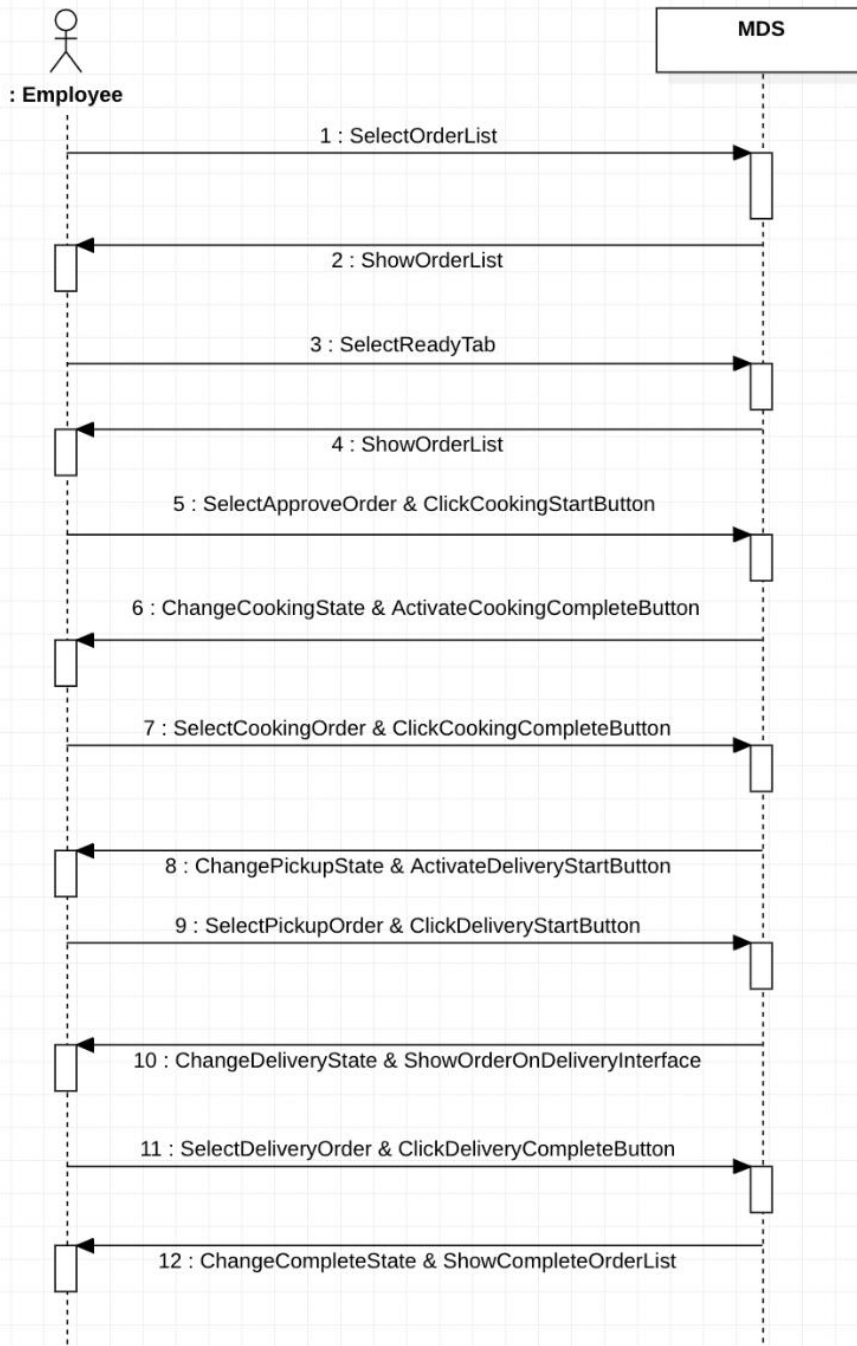 MDS
: Employee
1 : SelectOrderList
2 : ShowOrderList
3 : SelectReadyTab
4 : ShowOrderList
5 : SelectApproveOrder & ClickCookingStartButton
6 : ChangeCookingState & ActivateCookingCompleteButton
7 : SelectCookingOrder & ClickCookingCompleteButton
8 : ChangePickupState & ActivateDeliveryStartButton
9 : SelectPickupOrder & ClickDeliveryStartButton
10 : ChangeDeliveryState & ShowOrderOnDeliveryInterface
11 : SelectDeliveryOrder & ClickDeliveryCompleteButton
12 : ChangeCompleteState & ShowCompleteOrderList